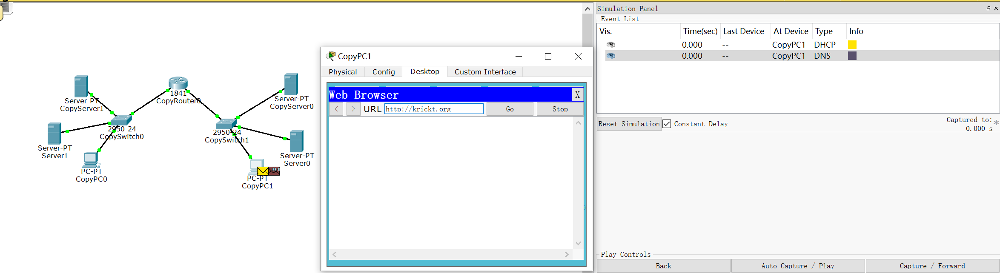 Simulation Panel
Event List
Vis. Time(sec) Last Device At Device Type Info
0.000 -- CopyPC1 DHCP
0.000 -- CopyPC1 DNS
Reset Simulation Constant Delay
Captured to:
0.000 s
Play Controls
Back Auto Capture / Play Capture / Forward
CopyPC1
Physical Config Desktop Custom Interface
Web Browser X
< > URL http://krickt.org Go Stop
Server-PT
CopyServer1
1841
CopyRouter0
Server-PT
CopyServer0
2950-24
CopySwitch0
2950-24
CopySwitch1
Server-PT
Server1
Server-PT
Server0
PC-PT
CopyPC0
PC-PT
CopyPC1